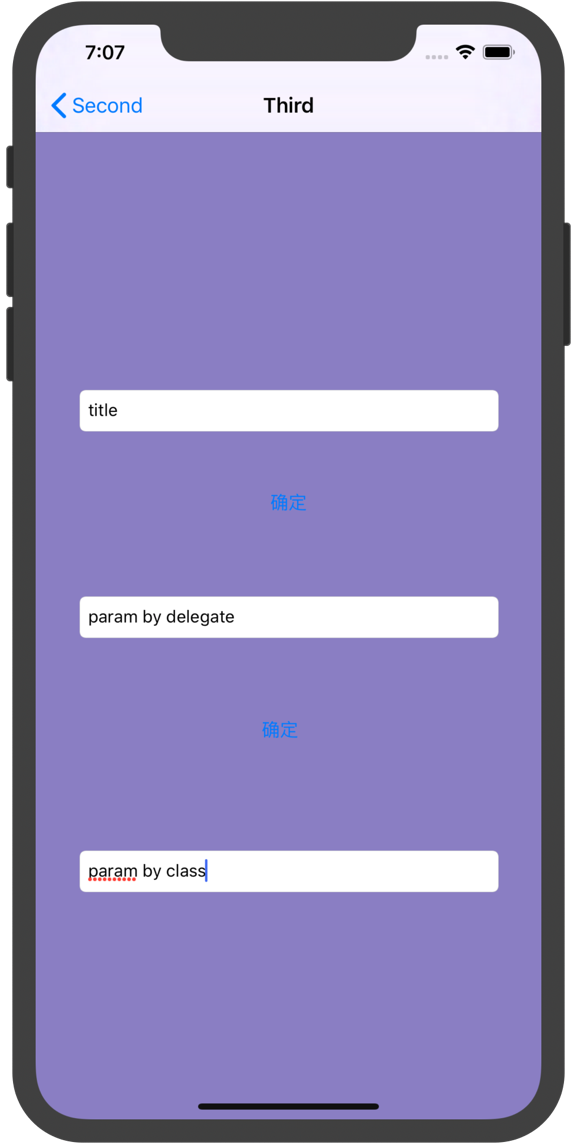 7:07
Second
Third
title
确定
param by delegate
确定
param by class